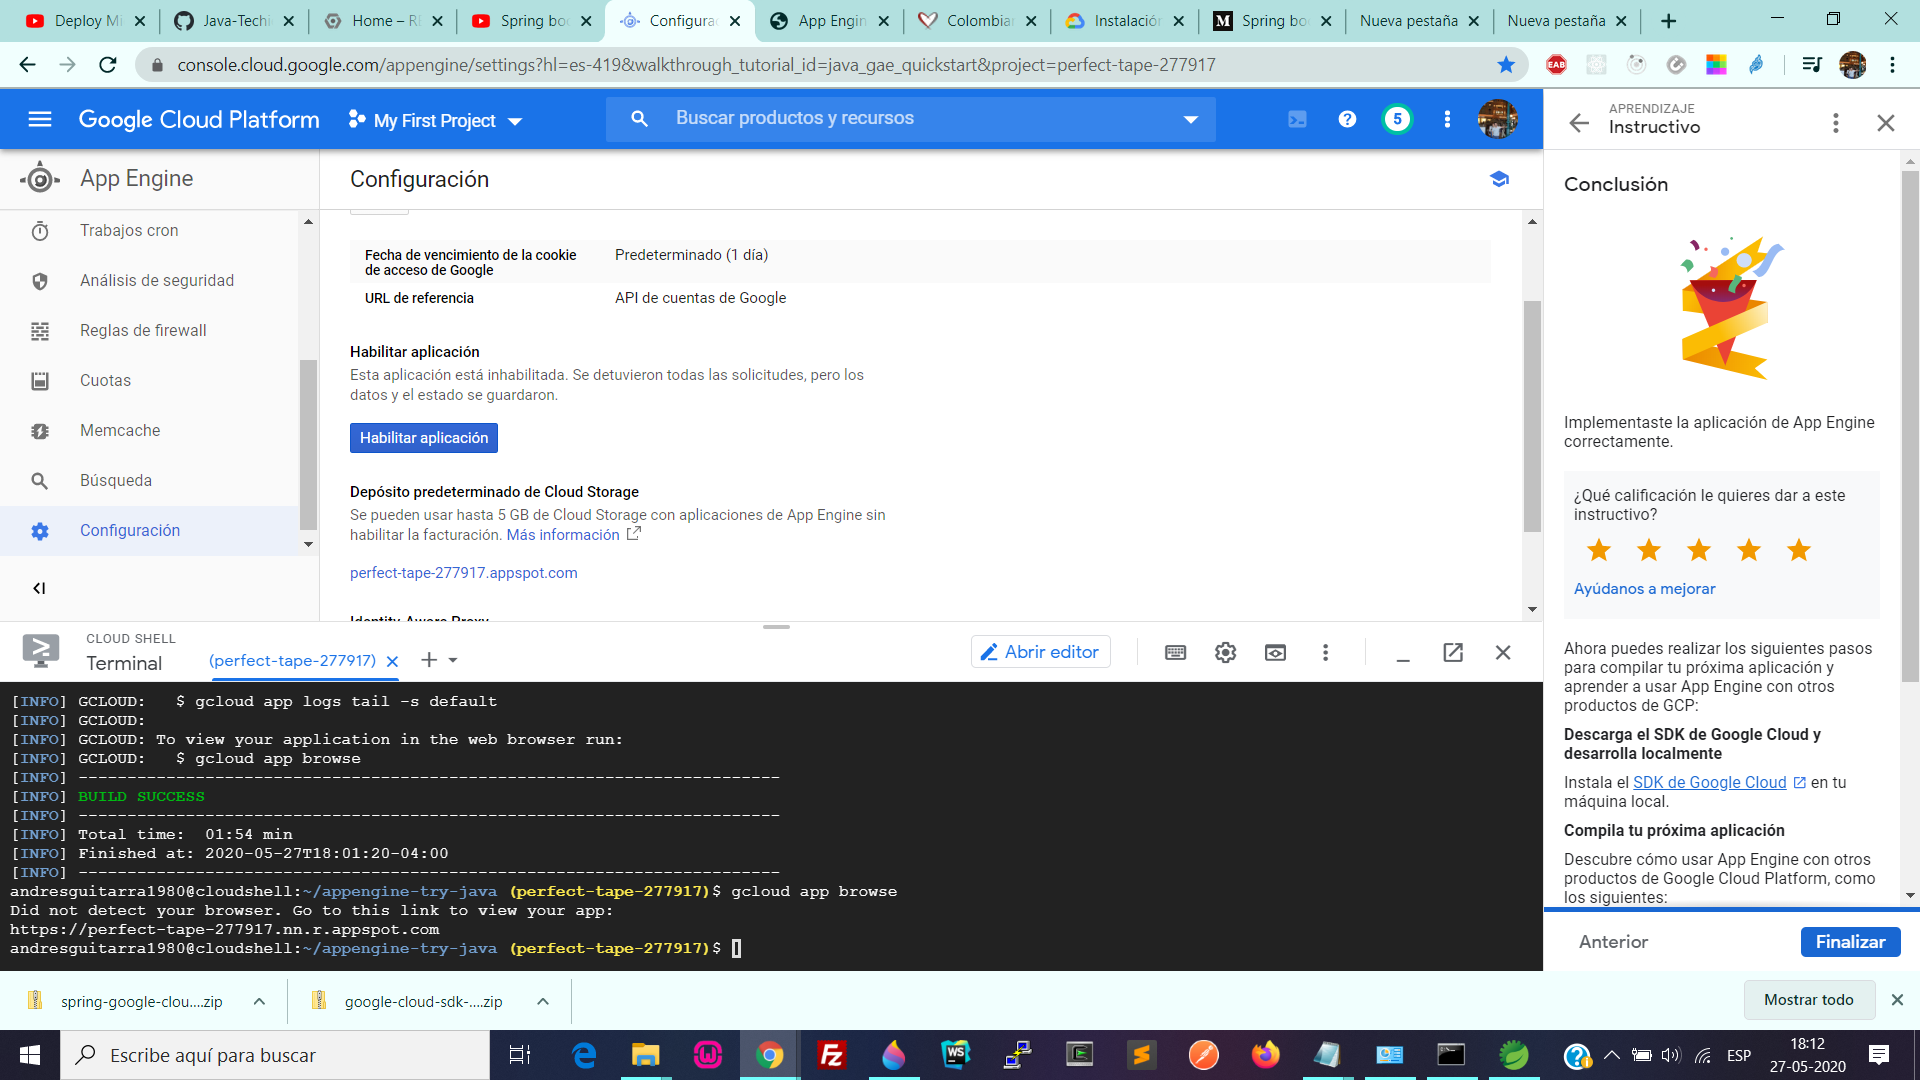 Deploy Mi
Java-Techi
Home – Rl
Spring boo
Configurac
App Engin
Colombian
Instalación
Spring boo
Nueva pestaña
Nueva pestaña
console.cloud.google.com/appengine/settings?hl=es-419&walkthrough_tutorial_id=java_gae_quickstart&project=perfect-tape-277917
Google Cloud Platform
My First Project
Buscar productos y recursos
5
APRENDIZAJE
Instructivo
App Engine
Configuración
Trabajos cron
Análisis de seguridad
Reglas de firewall
Cuotas
Memcache
Búsqueda
Configuración
Fecha de vencimiento de la cookie de acceso de Google
Predeterminado (1 día)
URL de referencia
API de cuentas de Google
Habilitar aplicación
Esta aplicación está inhabilitada. Se detuvieron todas las solicitudes, pero los
datos y el estado se guardaron.
Habilitar aplicación
Depósito predeterminado de Cloud Storage
Se pueden usar hasta 5 GB de Cloud Storage con aplicaciones de App Engine sin
habilitar la facturación. Más información
perfect-tape-277917.appspot.com
Identity-Aware Proxy
Conclusión
Implementaste la aplicación de App Engine
correctamente.
¿Qué calificación le quieres dar a este
instructivo?
Ayúdanos a mejorar
Ahora puedes realizar los siguientes pasos
para compilar tu próxima aplicación y
aprender a usar App Engine con otros
productos de GCP:
Descarga el SDK de Google Cloud y
desarrolla localmente
Instala el SDK de Google Cloud en tu
máquina local.
Compila tu próxima aplicación
Descubre cómo usar App Engine con otros
productos de Google Cloud Platform, como
los siguientes:
Anterior
Finalizar
CLOUD SHELL
Terminal
(perfect-tape-277917)
Abrir editor
[INFO] GCLOUD:   $ gcloud app logs tail -s default
[INFO] GCLOUD:
[INFO] GCLOUD: To view your application in the web browser run:
[INFO] GCLOUD:   $ gcloud app browse
[INFO] ------------------------------------------------------------------------
[INFO] BUILD SUCCESS
[INFO] ------------------------------------------------------------------------
[INFO] Total time:  01:54 min
[INFO] Finished at: 2020-05-27T18:01:20-04:00
[INFO] ------------------------------------------------------------------------
andresguitarra1980@cloudshell:~/appengine-try-java (perfect-tape-277917)$ gcloud app browse
Did not detect your browser. Go to this link to view your app:
https://perfect-tape-277917.nn.r.appspot.com
andresguitarra1980@cloudshell:~/appengine-try-java (perfect-tape-277917)$
spring-google-clou....zip
google-cloud-sdk-....zip
Mostrar todo
Escribe aquí para buscar
ESP
18:12
27-05-2020